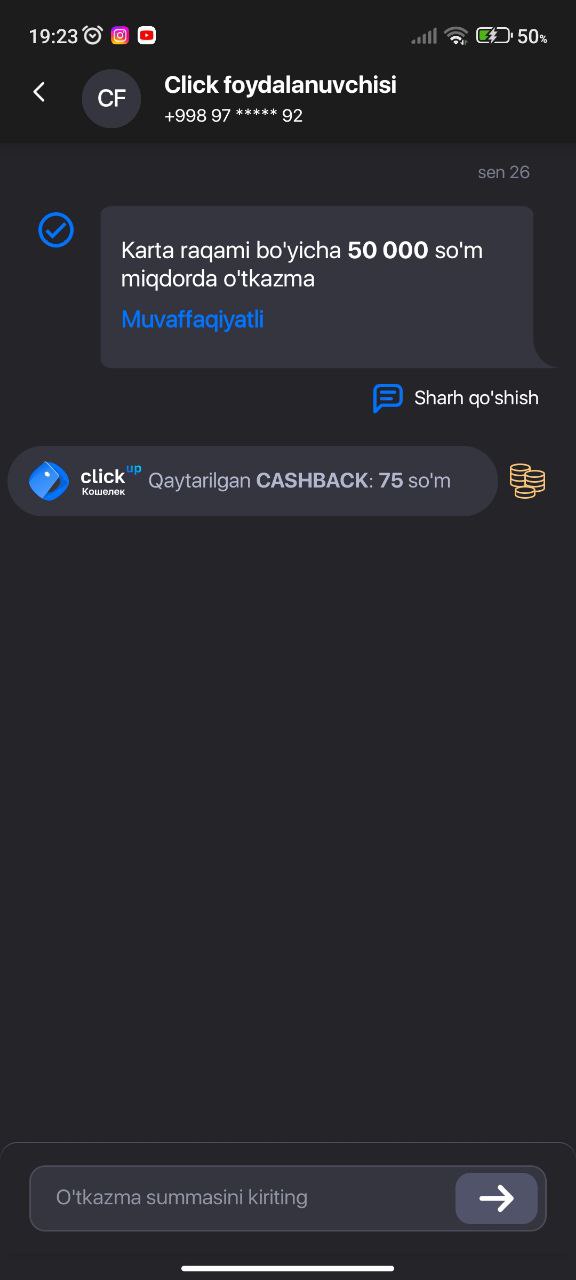 19:23 50%
CF
Click foydalanuvchisi
+998 97 ***** 92
sen 26
Karta raqami bo'yicha 50 000 so'm
miqdorda o'tkazma
Muvaffaqiyatli
Sharh qo'shish
click up
Кошелек
Qaytarilgan CASHBACK: 75 so'm
O'tkazma summasini kiriting